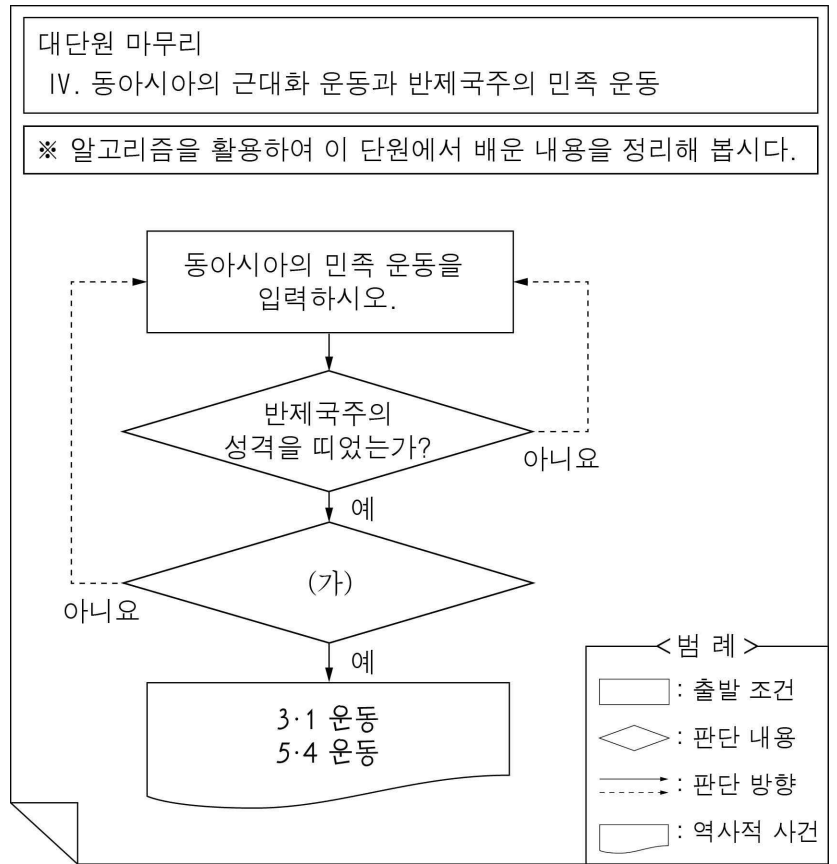 대단원 마무리
Ⅳ. 동아시아의 근대화 운동과 반제국주의 민족 운동
※ 알고리즘을 활용하여 이 단원에서 배운 내용을 정리해 봅시다.
동아시아의 민족 운동을
입력하시오.
반제국주의
성격을 띠었는가?
아니요
예
(가)
아니요
예
3·1 운동
5·4 운동
<범 례>
: 출발 조건
: 판단 내용
: 판단 방향
: 역사적 사건